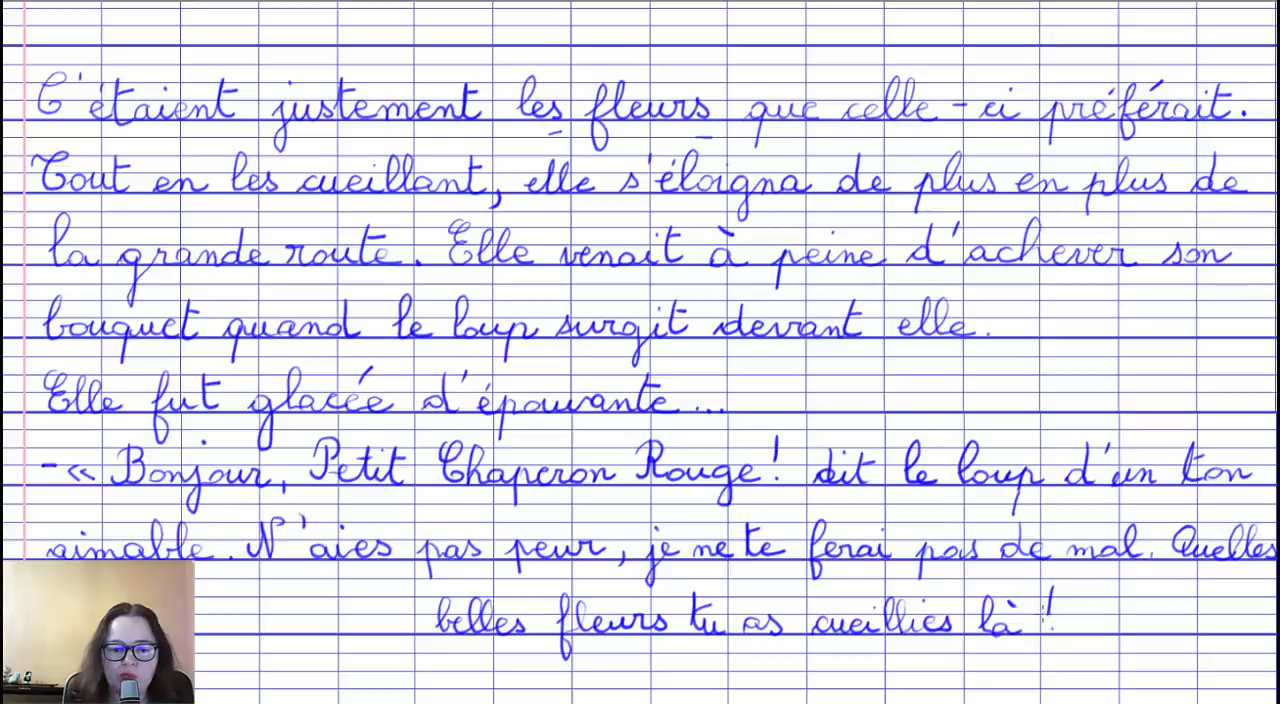 C'étaient justement les fleurs que celle-ci préférait.
Tout en les cueillant, elle s'éloigna de plus en plus de
la grande route. Elle venait à peine d'achever son
bouquet quand le loup surgit devant elle.
Elle fut glacée d'épouvante...
-« Bonjour, Petit Chaperon Rouge! dit le loup d'un ton
aimable. N'aies pas peur, je ne te ferai pas de mal. Quelles
belles fleurs tu as cueillies là !